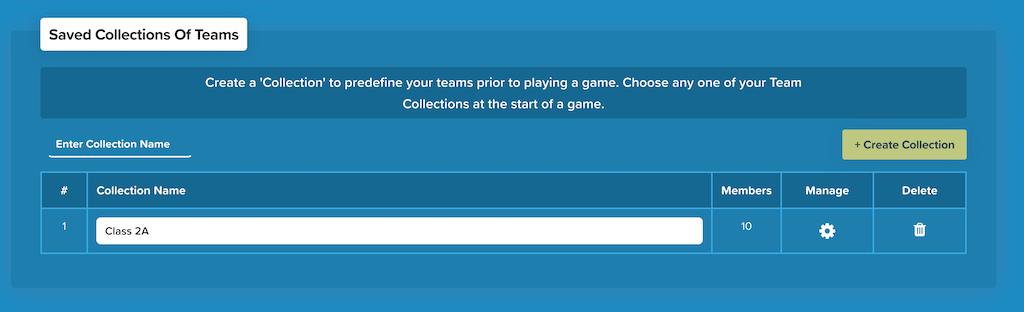 Saved Collections Of Teams
Create a 'Collection' to predefine your teams prior to playing a game. Choose any one of your Team
Collections at the start of a game.
Enter Collection Name
+ Create Collection
# Collection Name Members Manage Delete
1 Class 2A 10